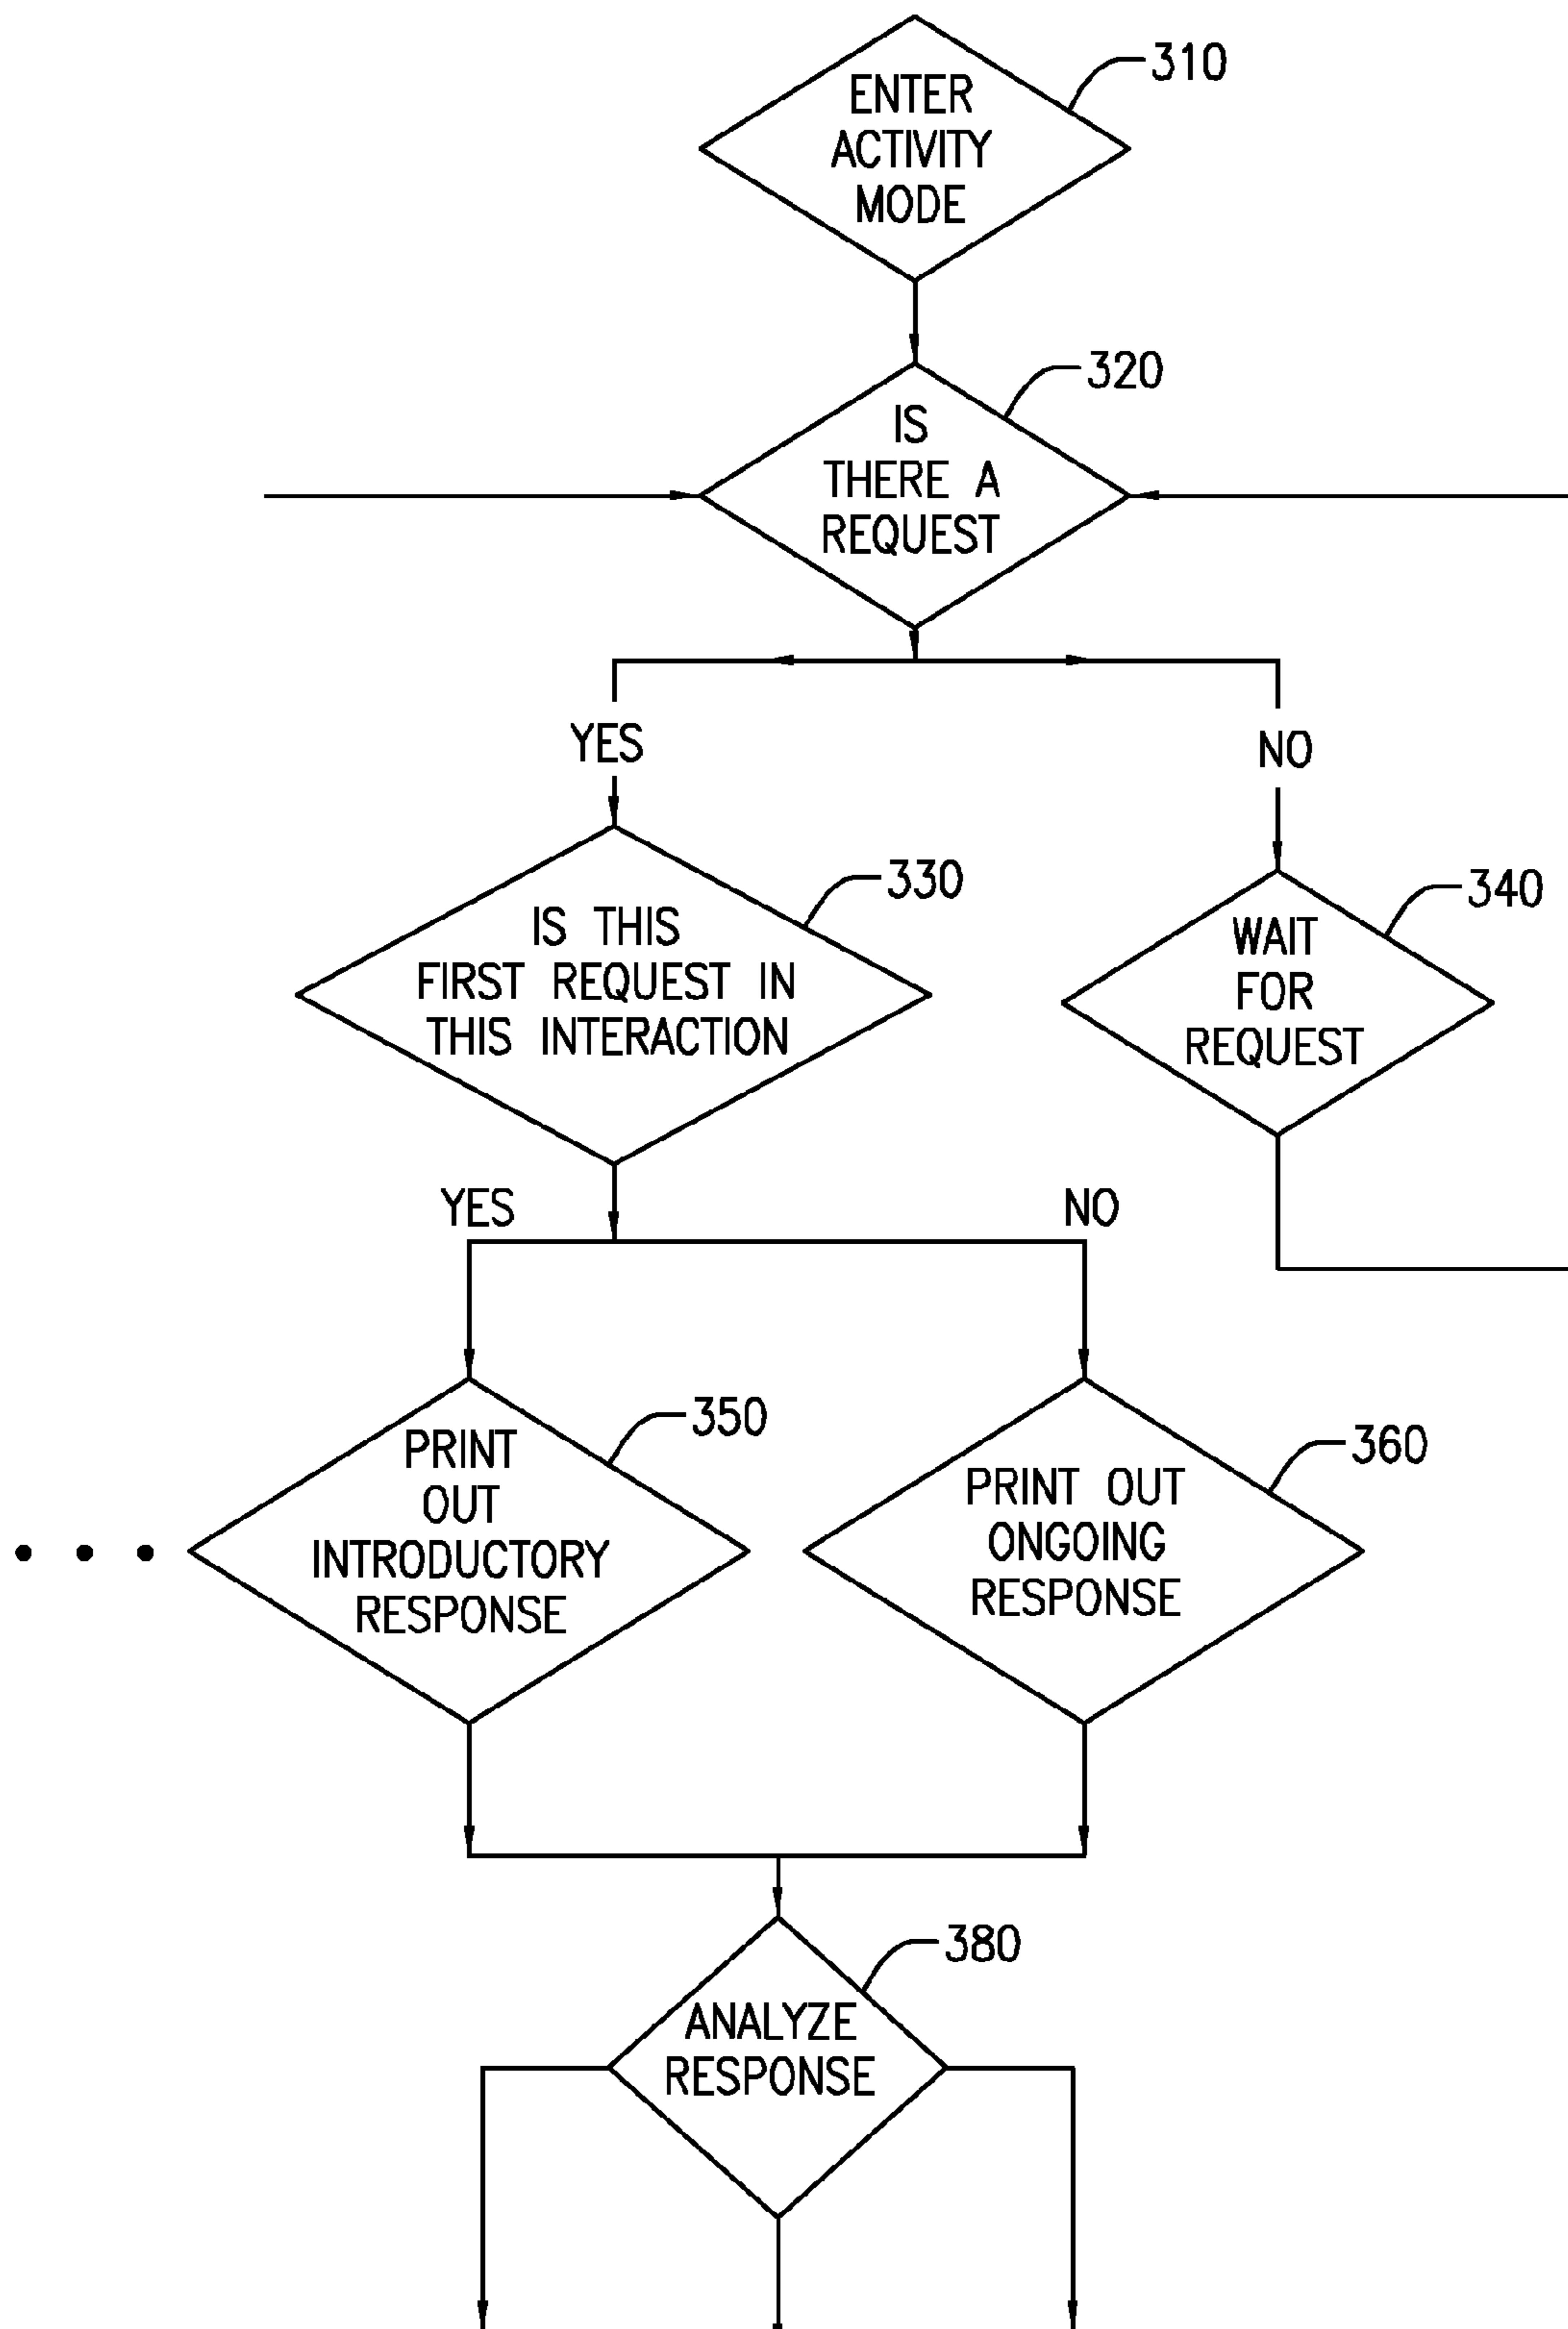 310
ENTER
ACTIVITY
MODE
320
IS
THERE A
REQUEST
YES
NO
330
IS THIS
FIRST REQUEST IN
THIS INTERACTION
340
WAIT
FOR
REQUEST
YES
NO
350
PRINT
OUT
INTRODUCTORY
RESPONSE
360
PRINT OUT
ONGOING
RESPONSE
380
ANALYZE
RESPONSE